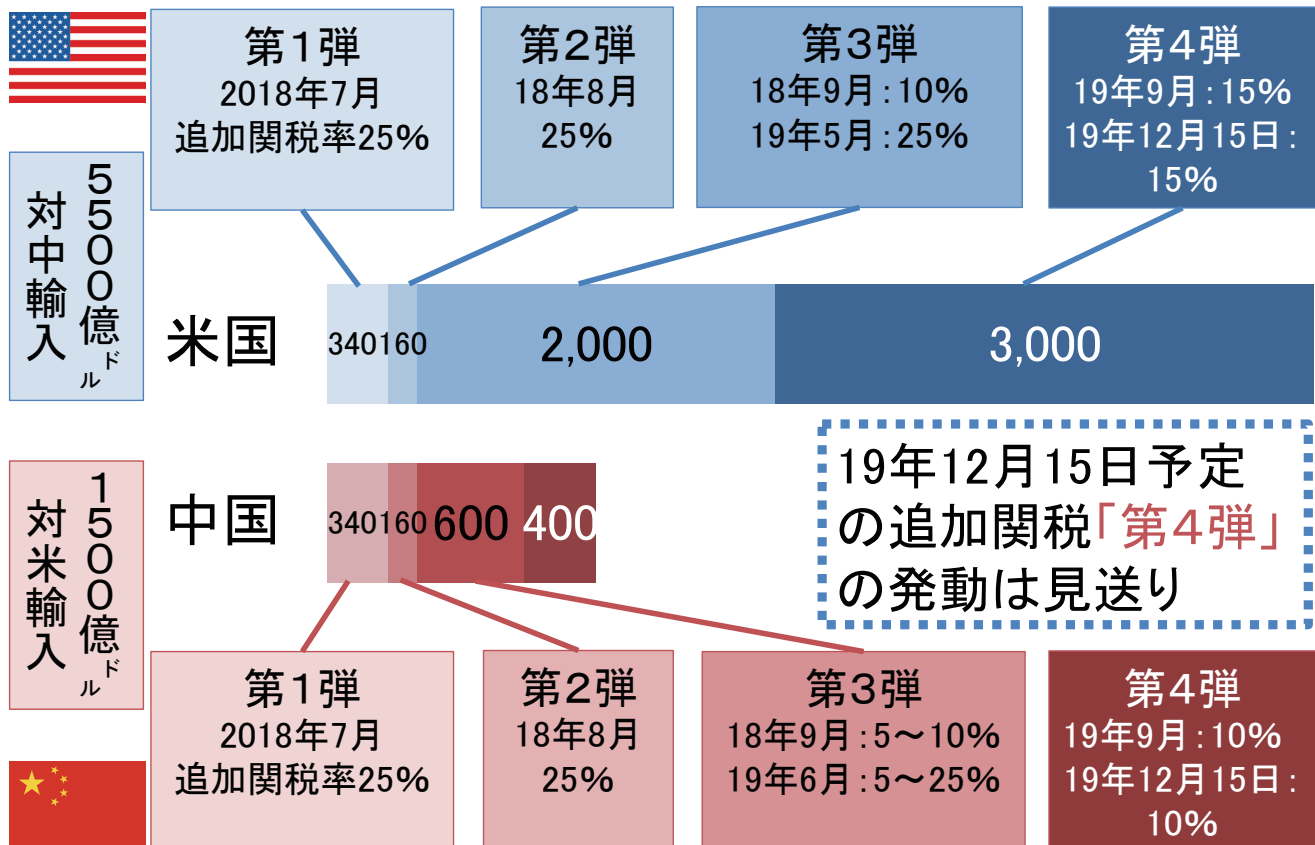 第1弾
2018年7月
追加関税率25%
第2弾
18年8月
25%
第3弾
18年9月：10%
19年5月：25%
第4弾
19年9月：15%
19年12月15日：
15%
5500億ドル
対中輸入
米国
340
160
2,000
3,000
19年12月15日予定
の追加関税「第4弾」
の発動は見送り
1500億ドル
対米輸入
中国
340
160
600
400
第1弾
2018年7月
追加関税率25%
第2弾
18年8月
25%
第3弾
18年9月：5～10%
19年6月：5～25%
第4弾
19年9月：10%
19年12月15日：
10%